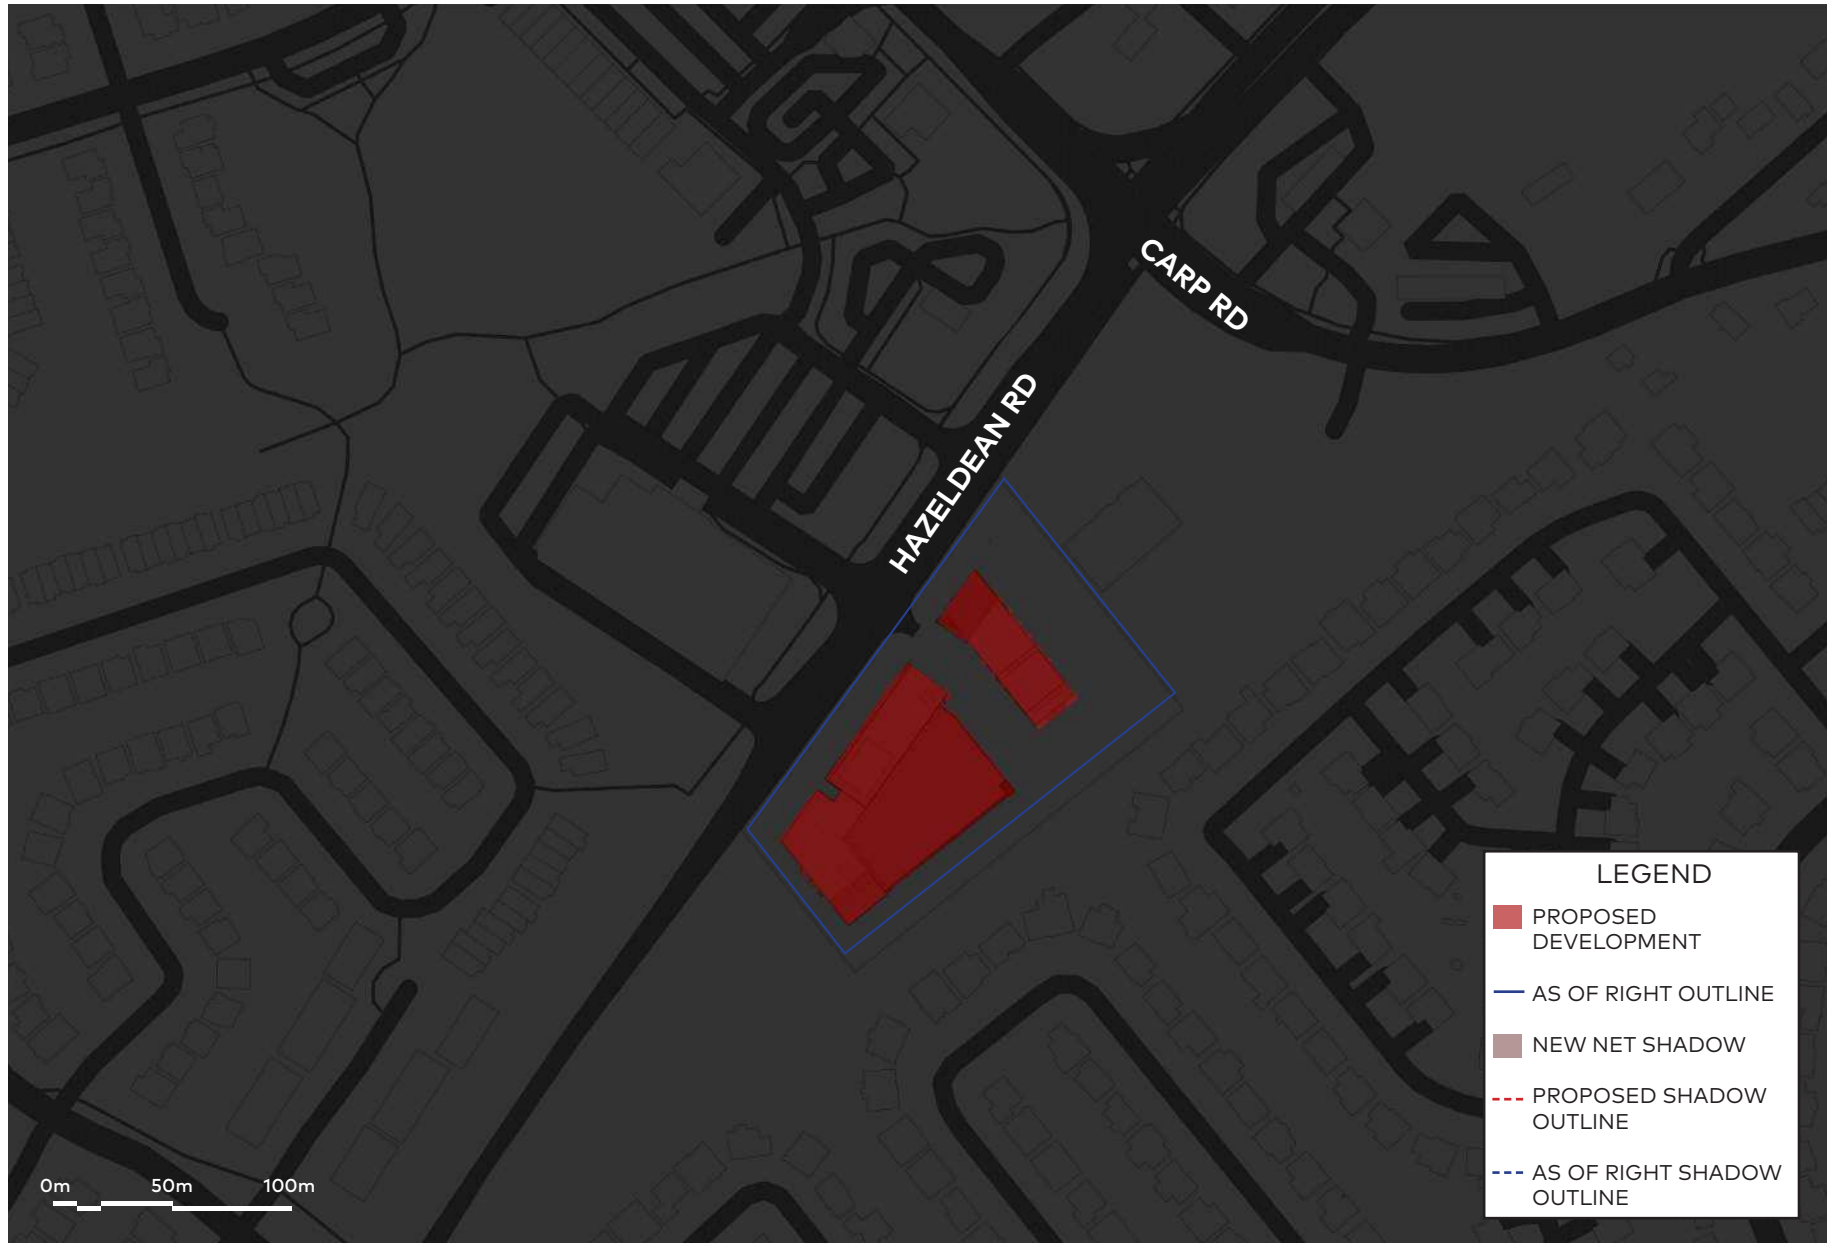 CARP RD
HAZELDEAN RD
LEGEND
PROPOSED
DEVELOPMENT
AS OF RIGHT OUTLINE
NEW NET SHADOW
PROPOSED SHADOW
OUTLINE
AS OF RIGHT SHADOW
OUTLINE
0m 50m 100m